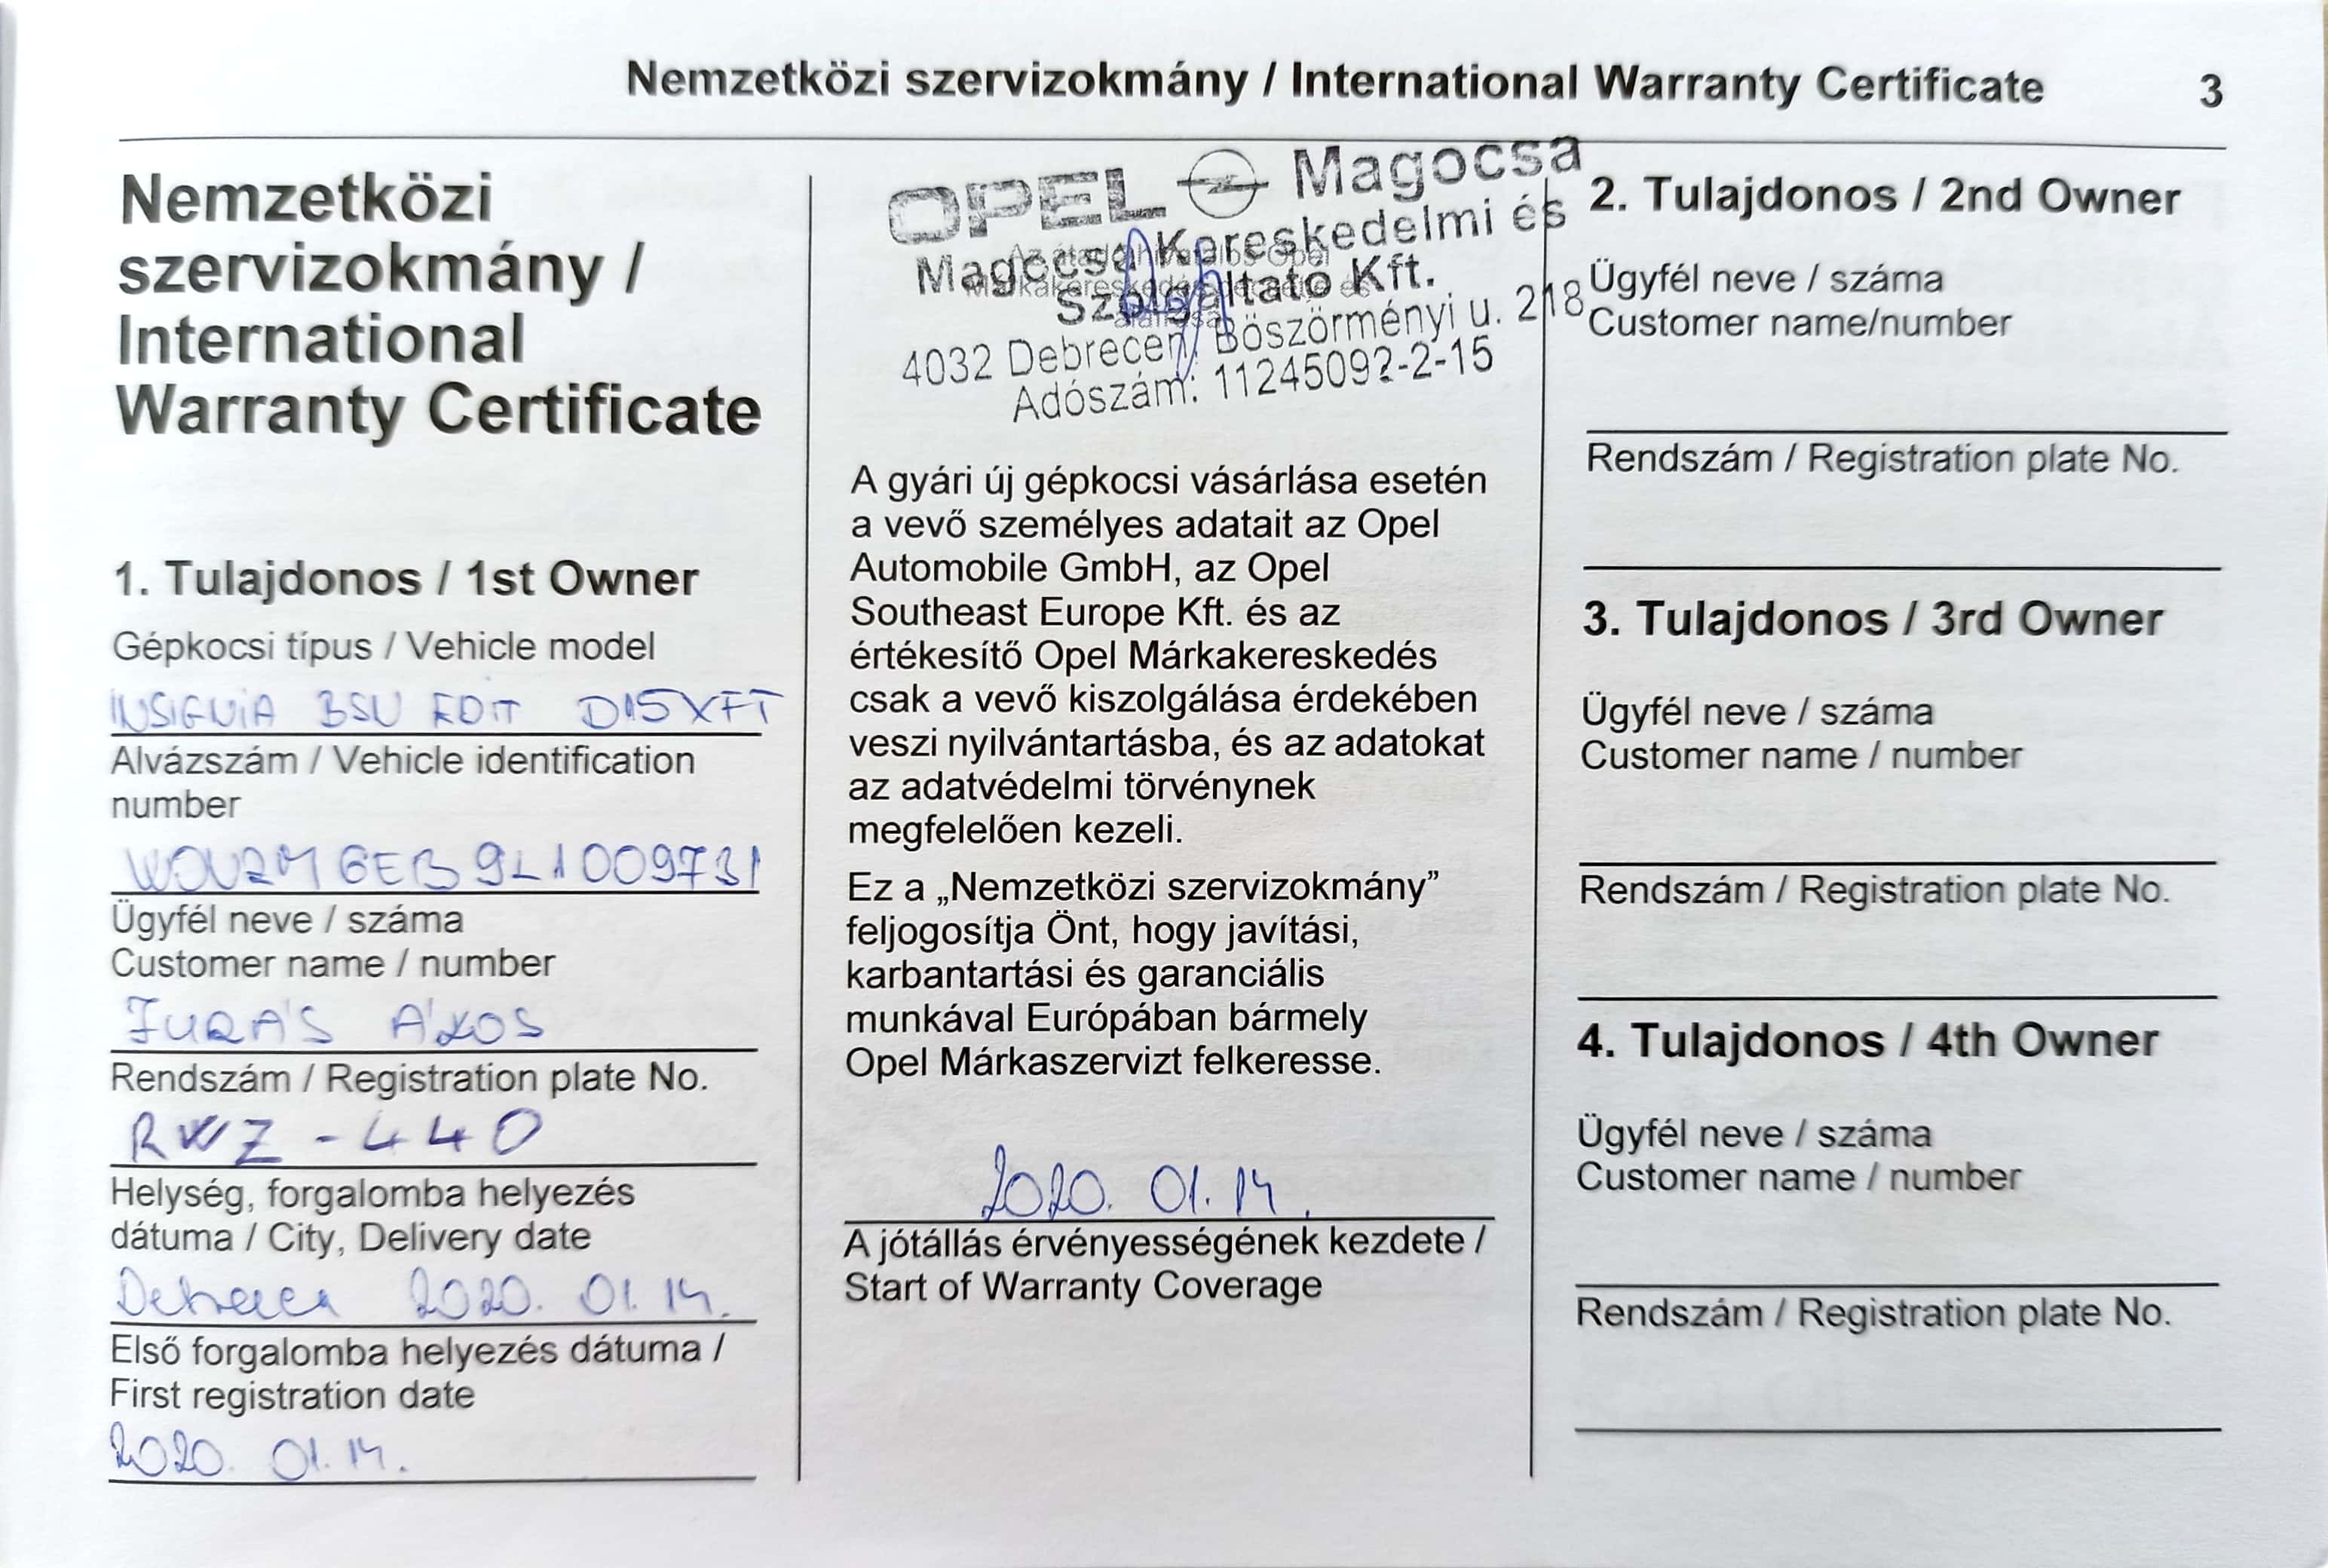 Nemzetközi szervizokmány / International Warranty Certificate 3
Nemzetközi
szervizokmány /
International
Warranty Certificate
1. Tulajdonos / 1st Owner
Gépkocsi típus / Vehicle model
INSIGNIA BSU EDIT D15XFT
Alvázszám / Vehicle identification
number
W0VZM6EB9L1009731
Ügyfél neve / száma
Customer name / number
JURÁS ÁKOS
Rendszám / Registration plate No.
RWZ-440
Helység, forgalomba helyezés
dátuma / City, Delivery date
Debrecen 2020. 01. 14.
Első forgalomba helyezés dátuma /
First registration date
2020. 01. 14.
OPEL Magocsa
Magocsa Kereskedelmi és
Szolgáltató Kft.
4032 Debrecen, Böszörményi u. 218
Adószám: 11245092-2-15
A gyári új gépkocsi vásárlása esetén
a vevő személyes adatait az Opel
Automobile GmbH, az Opel
Southeast Europe Kft. és az
értékesítő Opel Márkakereskedés
csak a vevő kiszolgálása érdekében
veszi nyilvántartásba, és az adatokat
az adatvédelmi törvénynek
megfelelően kezeli.
Ez a „Nemzetközi szervizokmány”
feljogosítja Önt, hogy javítási,
karbantartási és garanciális
munkával Európában bármely
Opel Márkaszervizt felkeresse.
2020. 01. 14.
A jótállás érvényességének kezdete /
Start of Warranty Coverage
2. Tulajdonos / 2nd Owner
Ügyfél neve / száma
Customer name/number
Rendszám / Registration plate No.
3. Tulajdonos / 3rd Owner
Ügyfél neve / száma
Customer name / number
Rendszám / Registration plate No.
4. Tulajdonos / 4th Owner
Ügyfél neve / száma
Customer name / number
Rendszám / Registration plate No.